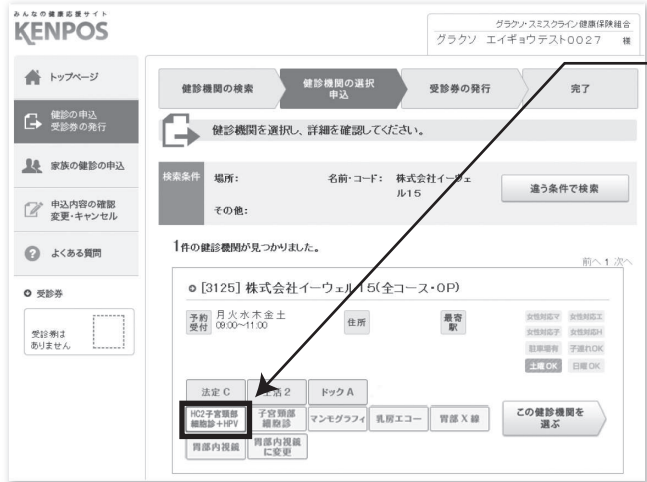 みんなの健康応援サイト
KENPOS
グラクソ・スミスクライン健康保険組合
グラクソ エイギョウテスト0027 様
トップページ
健診の申込
受診券の発行
家族の健診の申込
申込内容の確認
変更・キャンセル
よくある質問
受診券
受診券は
ありません
健診機関の検索
健診機関の選択
申込
受診券の発行
完了
健診機関を選択し、詳細を確認してください。
検索条件
場所:
名前・コード: 株式会社イーウェ
ル15
その他:
違う条件で検索
1件の健診機関が見つかりました。
前へ 1 次へ
[3125] 株式会社イーウェル15(全コース・OP)
予約
受付
月火水木金土
09:00～11:00
住所
最寄
駅
女性対応マ 女性対応エ
女性対応子 女性対応H
駐車場有 子連れOK
土曜OK 日曜OK
法定C 生活2 ドックA
HC2子宮頸部
細胞診+HPV
子宮頸部
細胞診
マンモグラフィ 乳房エコー 胃部X線
胃部内視鏡
胃部内視鏡
に変更
この健診機関を
選ぶ